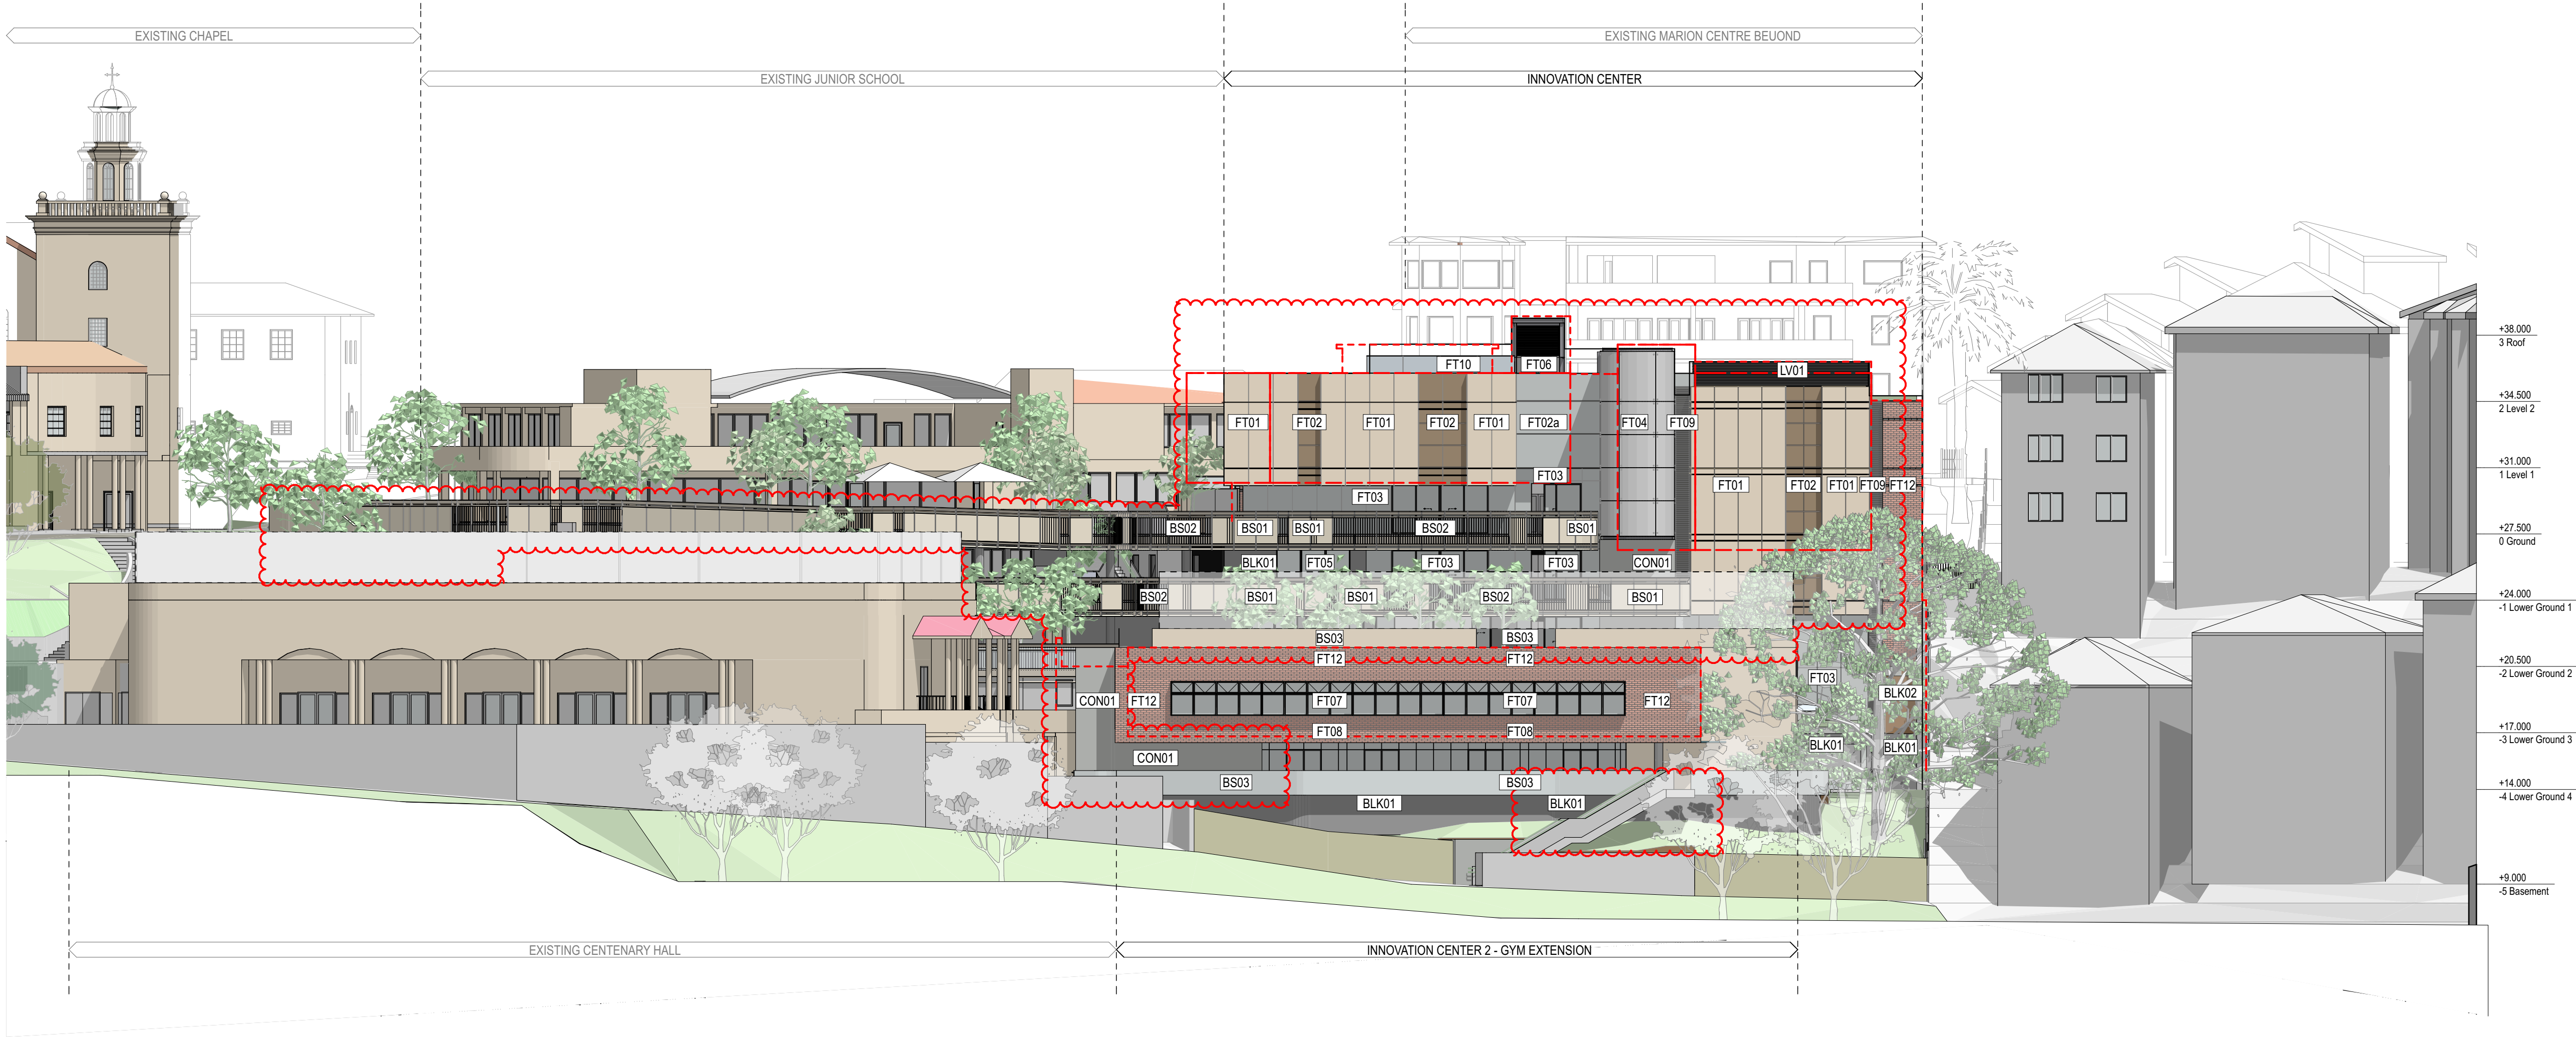 EXISTING CHAPEL
EXISTING MARION CENTRE BEUOND
EXISTING JUNIOR SCHOOL
INNOVATION CENTER
+38.000
3 Roof
FT10
FT06
LV01
+34.500
2 Level 2
FT01
FT02
FT01
FT02
FT01
FT02a
FT04
FT09
+31.000
1 Level 1
FT03
FT03
FT01
FT02
FT01
FT09
FT12
BS02
BS01
BS01
BS02
BS01
+27.500
0 Ground
BLK01
FT05
FT03
FT03
CON01
BS02
BS01
BS01
BS02
BS01
+24.000
-1 Lower Ground 1
BS03
BS03
FT12
FT12
+20.500
-2 Lower Ground 2
FT03
BLK02
CON01
FT12
FT07
FT07
FT12
FT08
FT08
+17.000
-3 Lower Ground 3
BLK01
BLK01
CON01
BS03
BS03
+14.000
-4 Lower Ground 4
BLK01
BLK01
+9.000
-5 Basement
EXISTING CENTENARY HALL
INNOVATION CENTER 2 - GYM EXTENSION